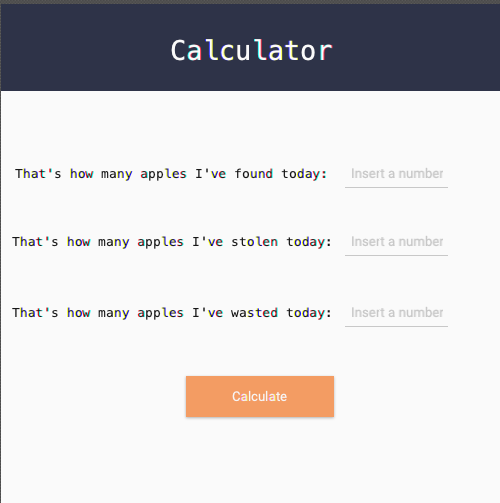 Calculator
That's how many apples I've found today: Insert a number
That's how many apples I've stolen today: Insert a number
That's how many apples I've wasted today: Insert a number
Calculate